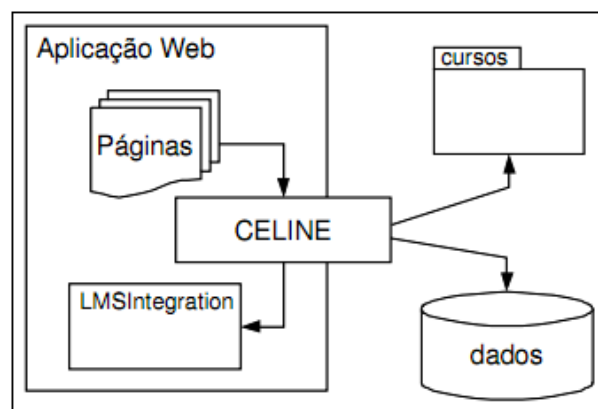 Aplicação Web
cursos
Páginas
CELINE
LMSIntegration
dados